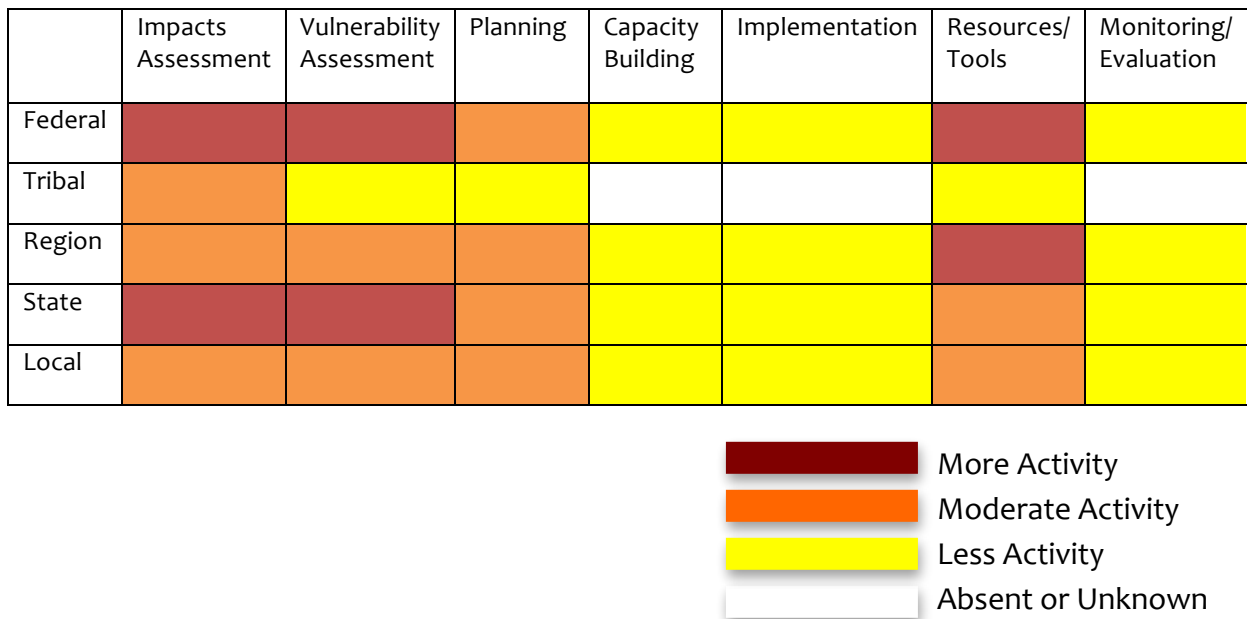 Impacts Assessment
Vulnerability Assessment
Planning
Capacity Building
Implementation
Resources/ Tools
Monitoring/ Evaluation
Federal
Tribal
Region
State
Local
More Activity
Moderate Activity
Less Activity
Absent or Unknown